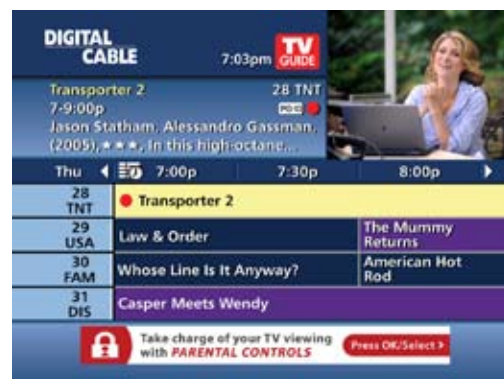 DIGITAL
CABLE
7:03pm
TV
GUIDE
Transporter 2 28 TNT
7-9:00p PG13
Jason Statham, Alessandro Gassman.
(2005), ★★★, In this high-octane...
Thu 7:00p 7:30p 8:00p
28
TNT
Transporter 2
29
USA
Law & Order
The Mummy
Returns
30
FAM
Whose Line Is It Anyway?
American Hot
Rod
31
DIS
Casper Meets Wendy
Take charge of your TV viewing
with PARENTAL CONTROLS
Press OK/Select >